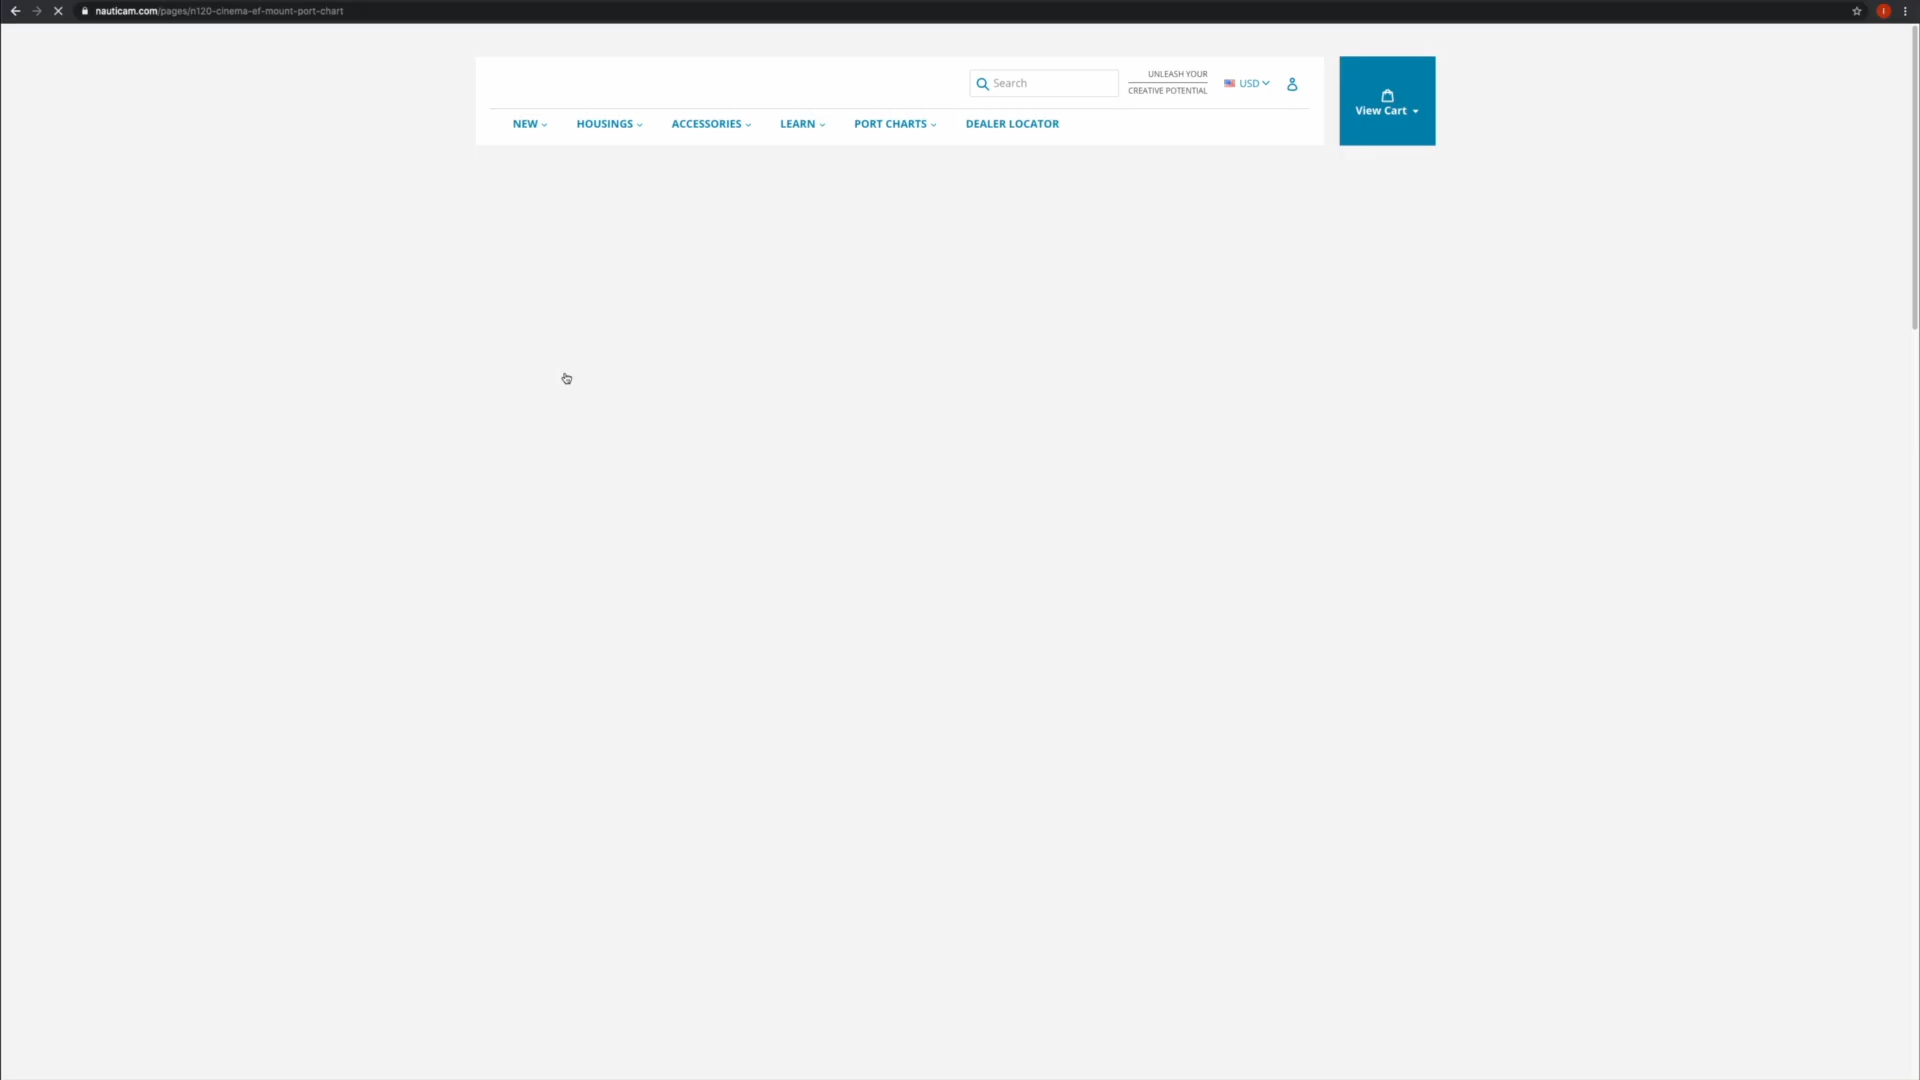 nauticam.com/pages/n120-cinema-ef-mount-port-chart
Search
UNLEASH YOUR
CREATIVE POTENTIAL
USD
View Cart
NEW
HOUSINGS
ACCESSORIES
LEARN
PORT CHARTS
DEALER LOCATOR